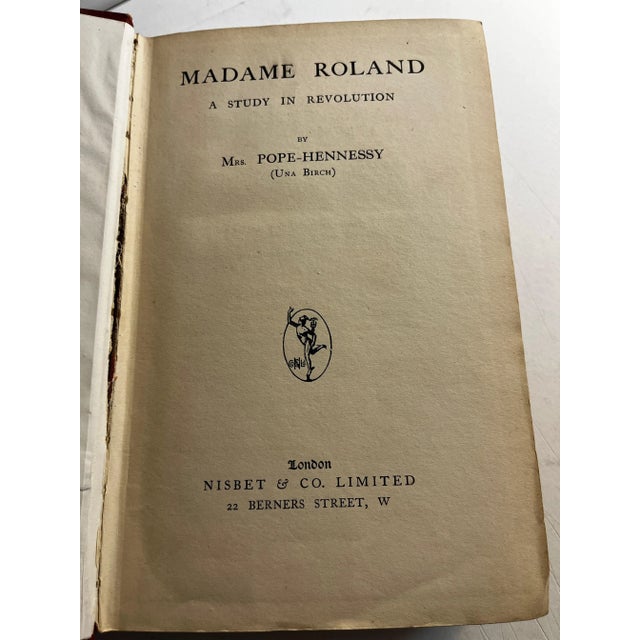 MADAME ROLAND
A STUDY IN REVOLUTION
BY
MRS. POPE-HENNESSY
(UNA BIRCH)
London
NISBET & CO. LIMITED
22 BERNERS STREET, W